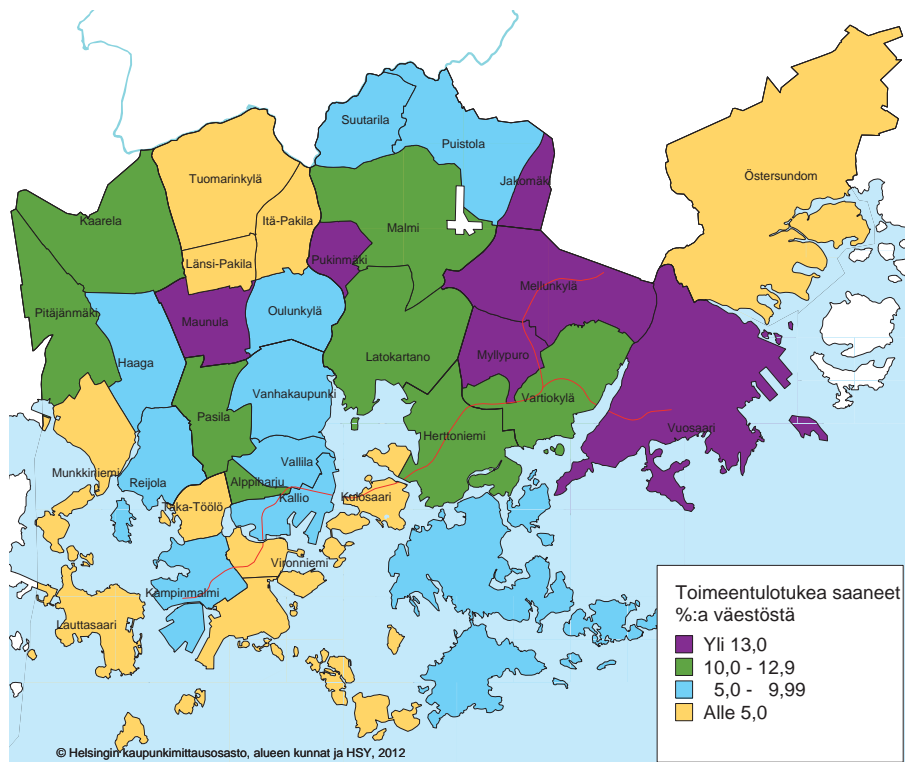 Suutarila
Puistola
Tuomarinkylä
Jakomäki
Östersundom
Kaarela
Itä-Pakila
Malmi
Länsi-Pakila
Pukinmäki
Mellunkylä
Pitäjänmäki
Maunula
Oulunkylä
Haaga
Latokartano
Myllypuro
Vanhakaupunki
Vartiokylä
Pasila
Herttoniemi
Vuosaari
Munkkiniemi
Reijola
Vallila
Alppiharju
Kallio
Kulosaari
Taka-Töölö
Vironniemi
Kampinmalmi
Lauttasaari
Toimeentulotukea saaneet
%:a väestöstä
Yli 13,0
10,0 - 12,9
5,0 - 9,99
Alle 5,0
© Helsingin kaupunkimittausosasto, alueen kunnat ja HSY, 2012